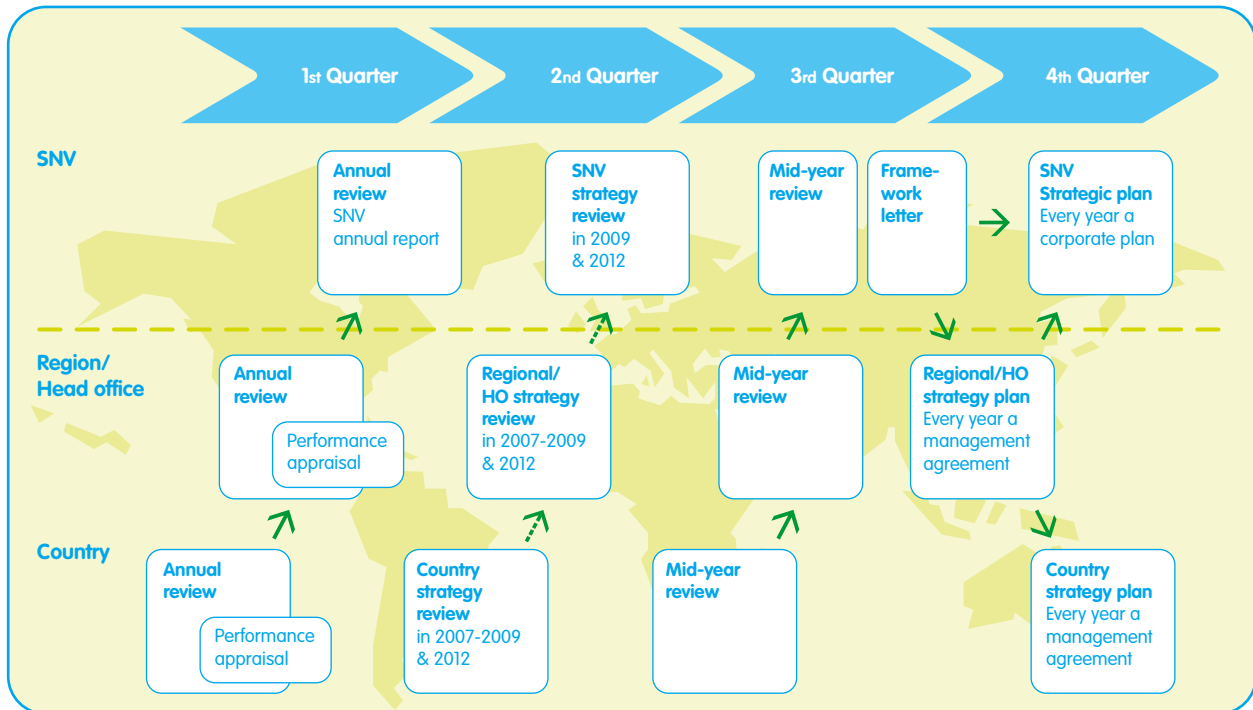 1st Quarter
2nd Quarter
3rd Quarter
4th Quarter
SNV
Annual
review
SNV
annual report
SNV
strategy
review
in 2009
& 2012
Mid-year
review
Frame-
work
letter
SNV
Strategic plan
Every year a
corporate plan
Region/
Head office
Annual
review
Performance
appraisal
Regional/
HO strategy
review
in 2007-2009
& 2012
Mid-year
review
Regional/HO
strategy plan
Every year a
management
agreement
Country
Annual
review
Performance
appraisal
Country
strategy
review
in 2007-2009
& 2012
Mid-year
review
Country
strategy plan
Every year a
management
agreement